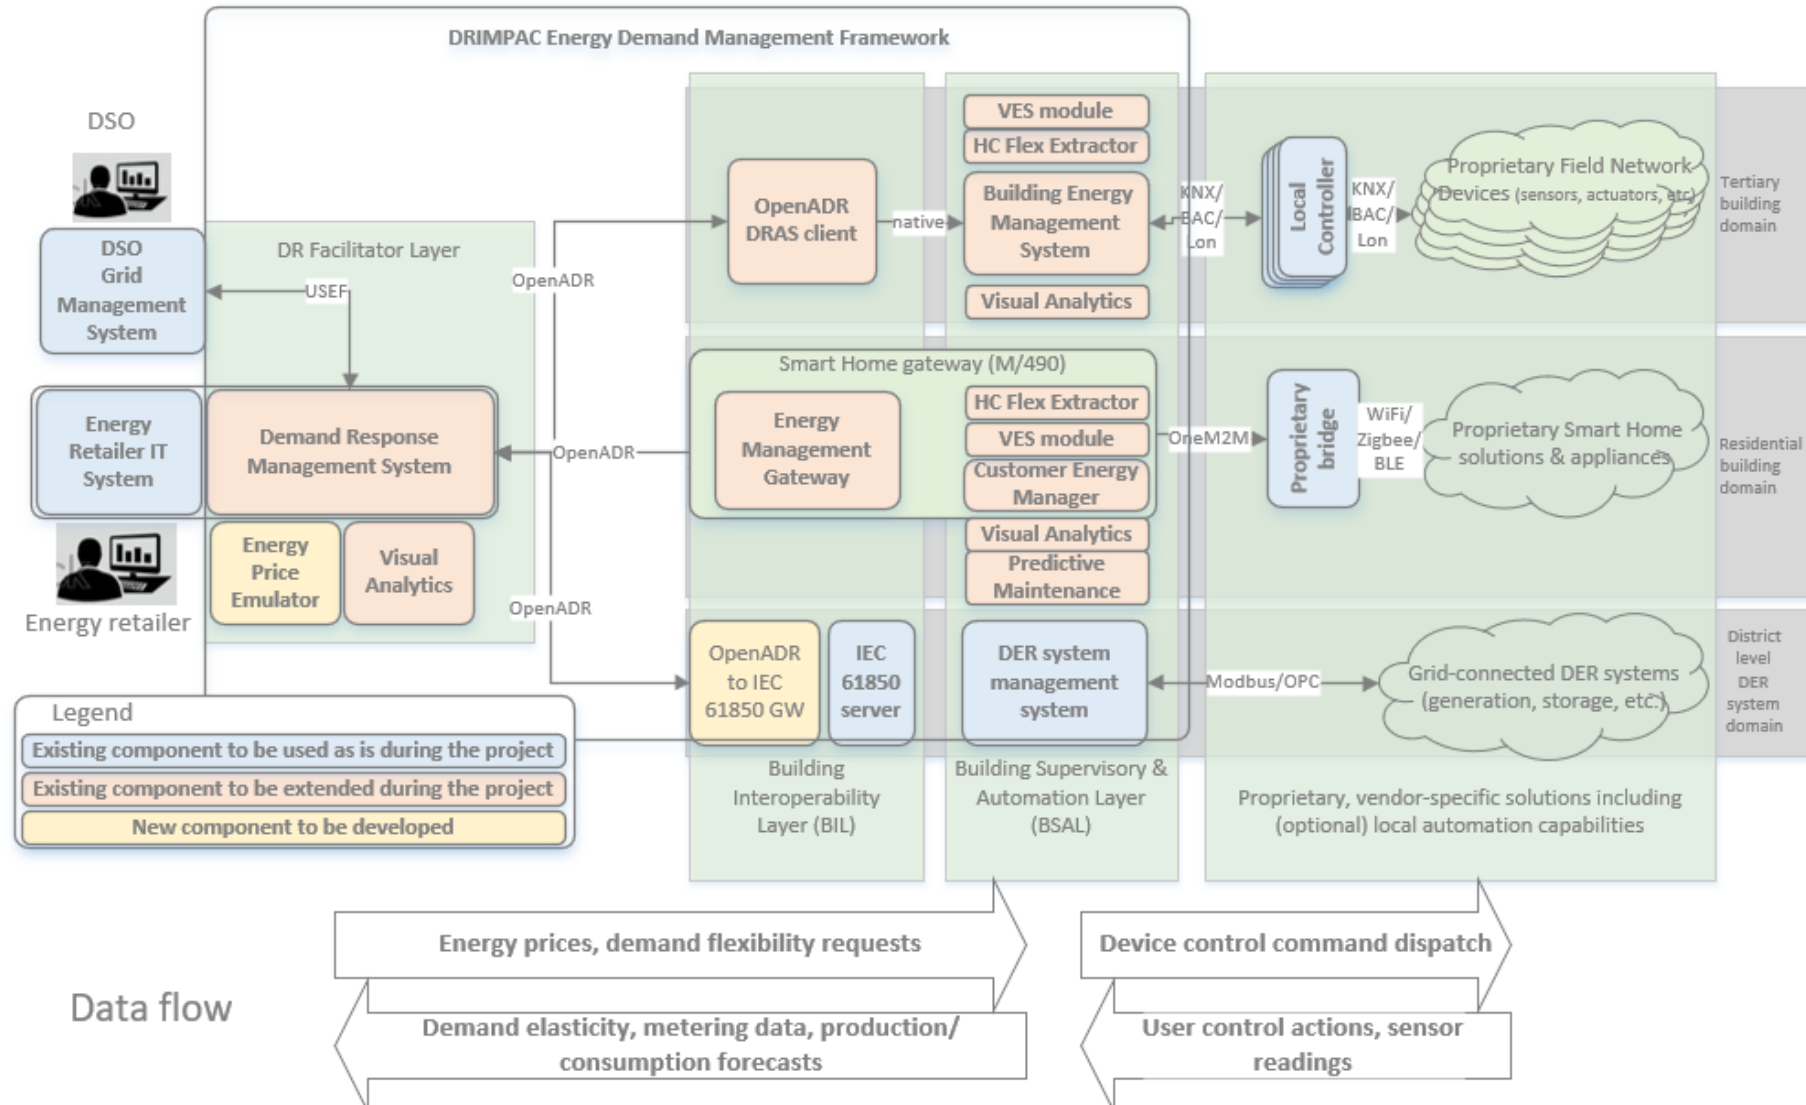 DRIMPAC Energy Demand Management Framework
DSO
DSO
Grid
Management
System
DR Facilitator Layer
USEF
Energy
Retailer IT
System
Demand Response
Management System
Energy
Price
Emulator
Visual
Analytics
Energy retailer
OpenADR
OpenADR
OpenADR
OpenADR
DRAS client
native
VES module
HC Flex Extractor
Building Energy
Management
System
Visual Analytics
KNX/
BAC/
Lon
Local
Controller
KNX/
BAC/
Lon
Proprietary Field Network
Devices (sensors, actuators, etc)
Tertiary
building
domain
Smart Home gateway (M/490)
Energy
Management
Gateway
HC Flex Extractor
VES module
Customer Energy
Manager
Visual Analytics
Predictive
Maintenance
OneM2M
Proprietary
bridge
WiFi/
Zigbee/
BLE
Proprietary Smart Home
solutions & appliances
Residential
building
domain
OpenADR
to IEC
61850 GW
IEC
61850
server
DER system
management
system
Modbus/OPC
Grid-connected DER systems
(generation, storage, etc.)
District
level
DER
system
domain
Legend
Existing component to be used as is during the project
Existing component to be extended during the project
New component to be developed
Building
Interoperability
Layer (BIL)
Building Supervisory &
Automation Layer
(BSAL)
Proprietary, vendor-specific solutions including
(optional) local automation capabilities
Data flow
Energy prices, demand flexibility requests
Device control command dispatch
Demand elasticity, metering data, production/
consumption forecasts
User control actions, sensor
readings